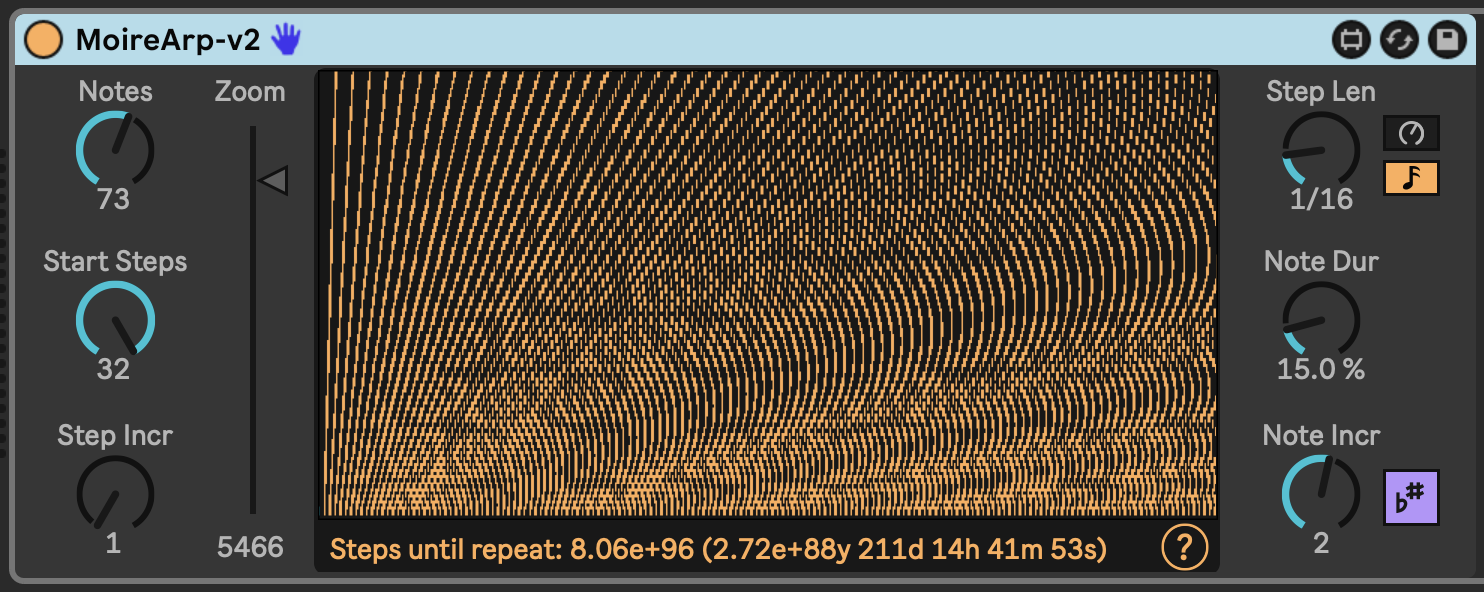 MoireArp-v2
Notes
73
Start Steps
32
Step Incr
1
Zoom
5466
Steps until repeat: 8.06e+96 (2.72e+88y 211d 14h 41m 53s)
?
Step Len
1/16
Note Dur
15.0 %
Note Incr
2
♭♯